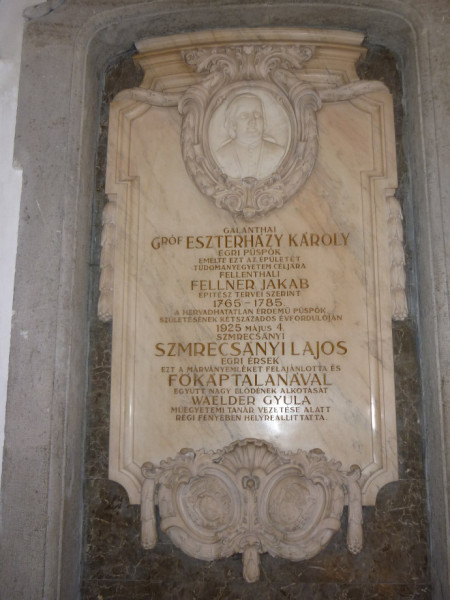 GALANTHAI
GRÓF ESZTERHÁZY KÁROLY
EGRI PÜSPÖK
EMELTE EZT AZ ÉPÜLETET
TUDOMÁNYEGYETEM CÉLJÁRA
FELLENTHALI
FELLNER JAKAB
ÉPÍTÉSZ TERVEI SZERINT
1765–1785.
A HERVADHATATLAN ÉRDEMŰ PÜSPÖK
SZÜLETÉSÉNEK KÉTSZÁZADOS ÉVFORDULÓJÁN
1925 MÁJUS 4.
SZMRECSÁNYI
SZMRECSÁNYI LAJOS
EGRI ÉRSEK
EZT A MÁRVÁNYEMLÉKET FELAJÁNLOTTA ÉS
FŐKÁPTALANÁVAL
EGYÜTT NAGY ELŐDÉNEK ALKOTÁSÁT
WAELDER GYULA
MŰEGYETEMI TANÁR VEZETÉSE ALATT
RÉGI FÉNYÉBEN HELYREÁLLÍTTATTA.